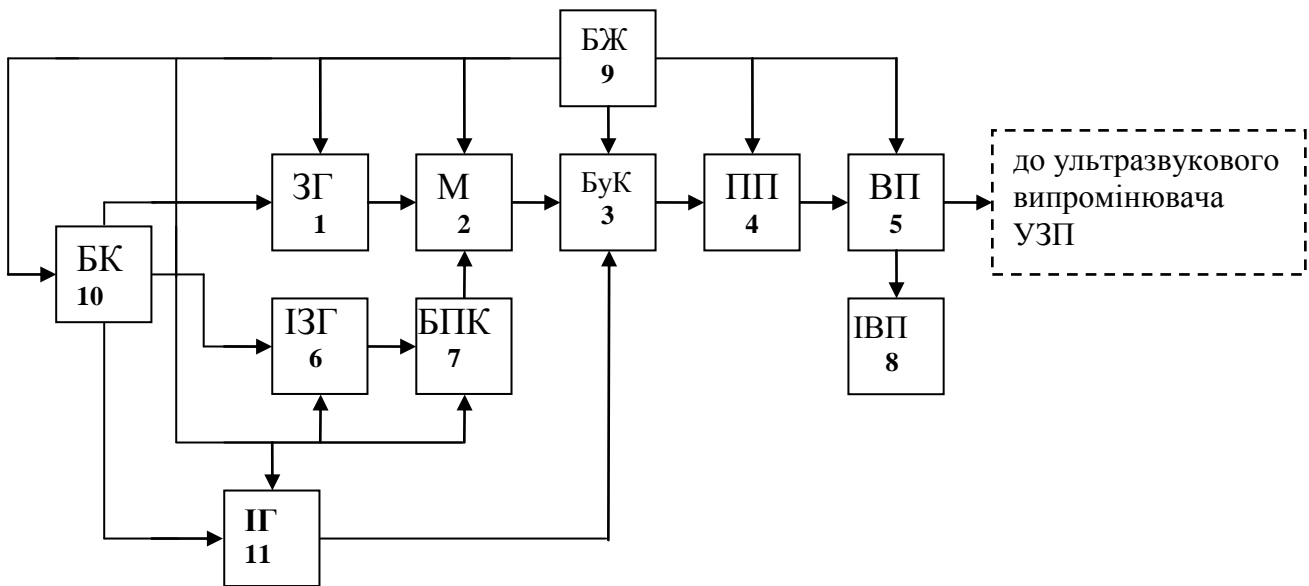 БЖ
9
ЗГ
1
М
2
БуК
3
ПП
4
ВП
5
до ультразвукового
випромінювача
УЗП
БК
10
ІЗГ
6
БПК
7
ІВП
8
ІГ
11